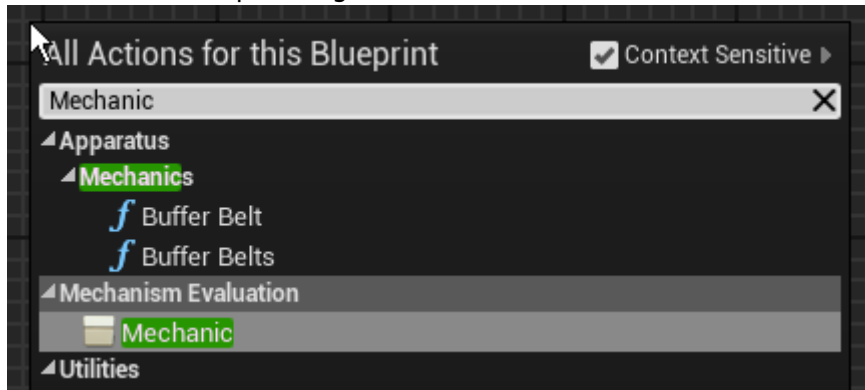 All Actions for this Blueprint Context Sensitive
Mechanic
Apparatus
Mechanics
Buffer Belt
Buffer Belts
Mechanism Evaluation
Mechanic
Utilities